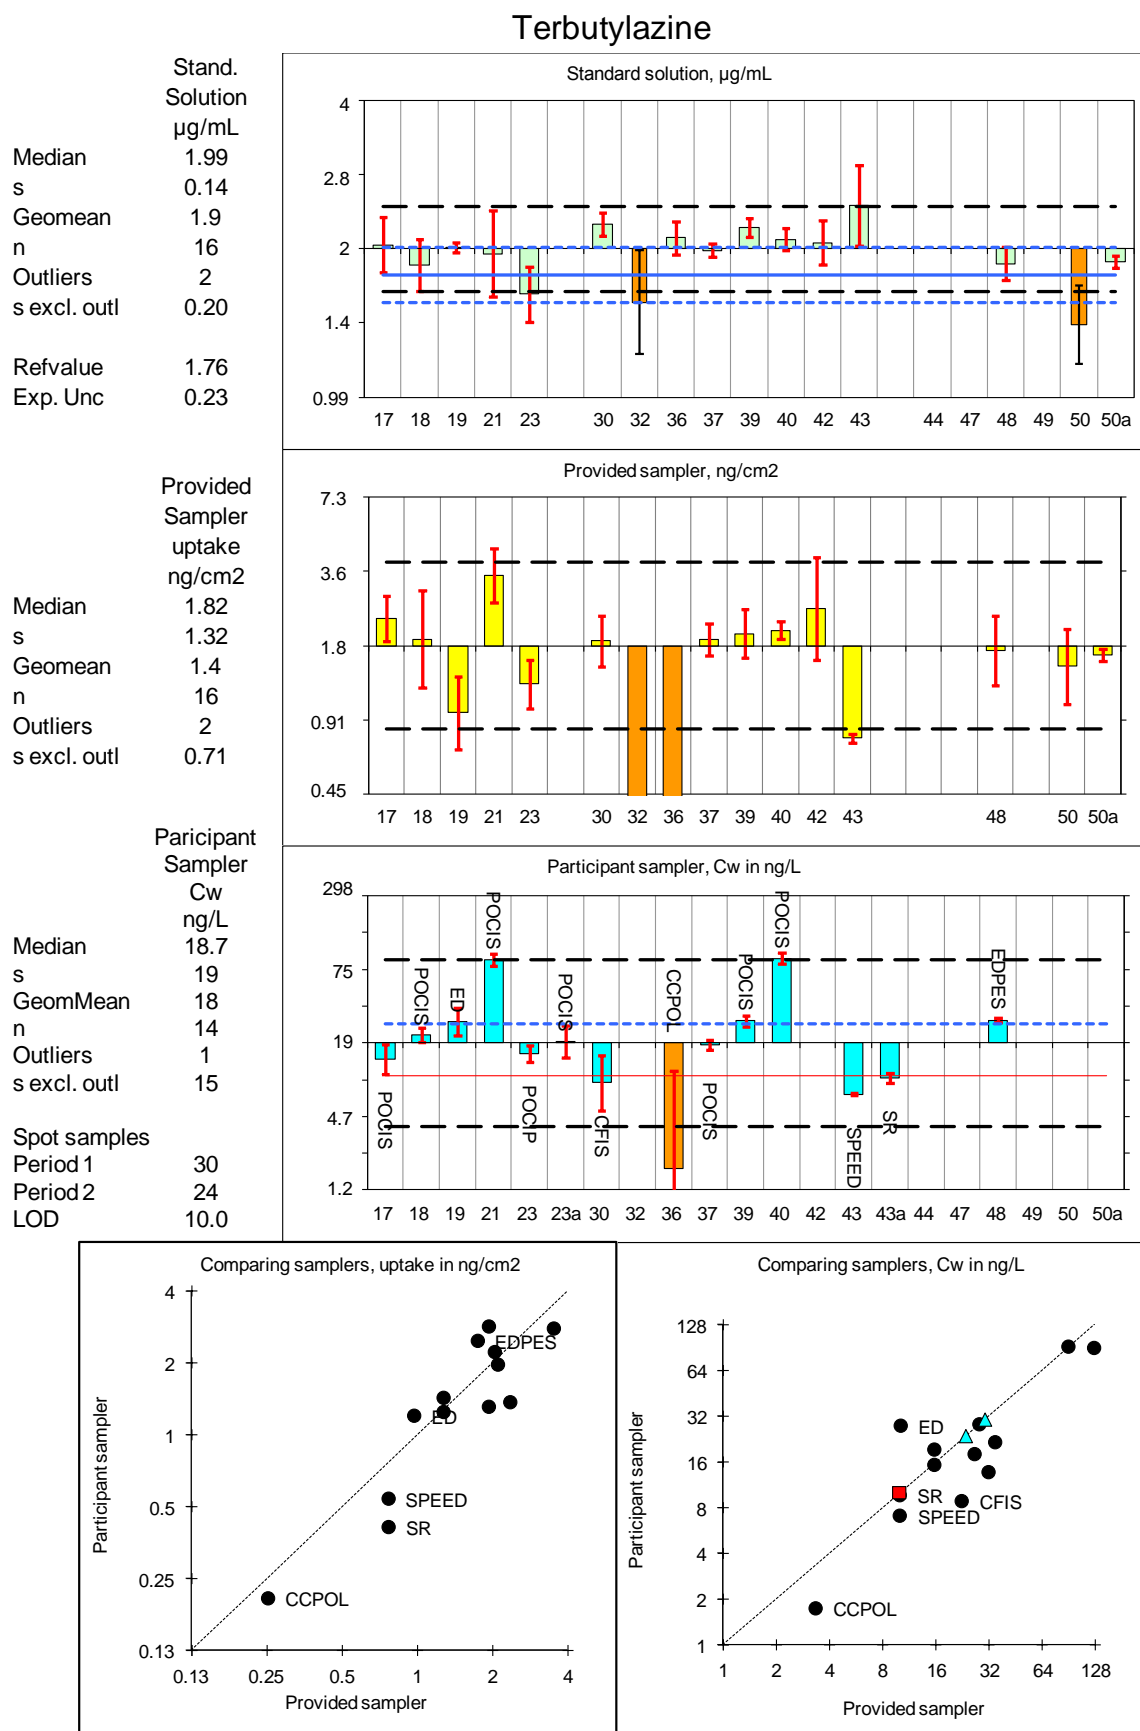 Terbutylazine
Stand.
Solution
µg/mL
Median 1.99
s 0.14
Geomean 1.9
n 16
Outliers 2
s excl. outl 0.20
Refvalue 1.76
Exp. Unc 0.23
Standard solution, µg/mL
4
2.8
2
1.4
0.99
17 18 19 21 23 30 32 36 37 39 40 42 43 44 47 48 49 50 50a
Provided
Sampler
uptake
ng/cm2
Median 1.82
s 1.32
Geomean 1.4
n 16
Outliers 2
s excl. outl 0.71
Provided sampler, ng/cm2
7.3
3.6
1.8
0.91
0.45
17 18 19 21 23 30 32 36 37 39 40 42 43 48 50 50a
Paricipant
Sampler
Cw
ng/L
Median 18.7
s 19
GeomMean 18
n 14
Outliers 1
s excl. outl 15
Spot samples
Period 1 30
Period 2 24
LOD 10.0
Participant sampler, Cw in ng/L
298
75
19
4.7
1.2
POCIS
POCIS
ED
POCIS
POCIP
POCIS
CFIS
CCPOL
POCIS
POCIS
POCIS
SPEED
SR
EDPES
17 18 19 21 23 23a 30 32 36 37 39 40 42 43 43a 44 47 48 49 50 50a
Comparing samplers, uptake in ng/cm2
4
2
1
0.5
0.25
0.13
Participant sampler
EDPES
ED
SPEED
SR
CCPOL
0.13 0.25 0.5 1 2 4
Provided sampler
Comparing samplers, Cw in ng/L
128
64
32
16
8
4
2
1
Participant sampler
ED
SR
CFIS
SPEED
CCPOL
1 2 4 8 16 32 64 128
Provided sampler